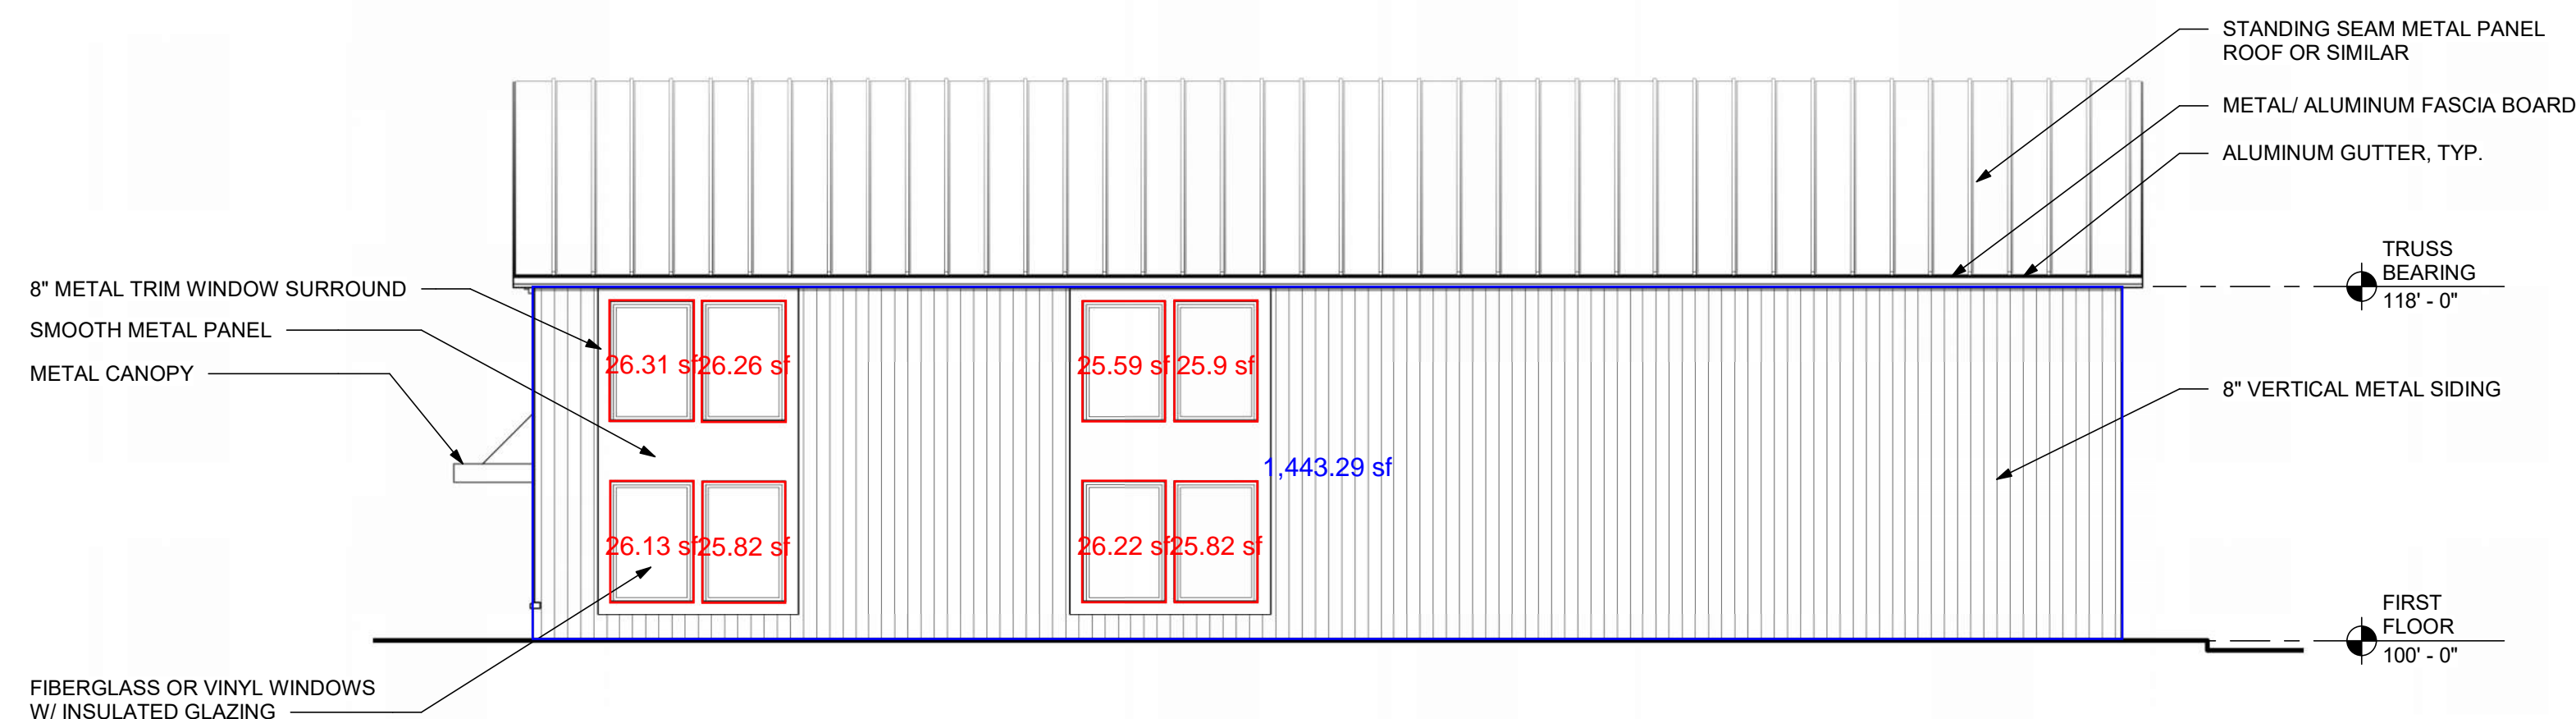 STANDING SEAM METAL PANEL
ROOF OR SIMILAR
METAL/ ALUMINUM FASCIA BOARD
ALUMINUM GUTTER, TYP.
TRUSS
BEARING
118' - 0"
8" METAL TRIM WINDOW SURROUND
SMOOTH METAL PANEL
METAL CANOPY
26.31 sf
26.26 sf
25.59 sf
25.9 sf
8" VERTICAL METAL SIDING
1,443.29 sf
26.13 sf
25.82 sf
26.22 sf
25.82 sf
FIRST
FLOOR
100' - 0"
FIBERGLASS OR VINYL WINDOWS
W/ INSULATED GLAZING